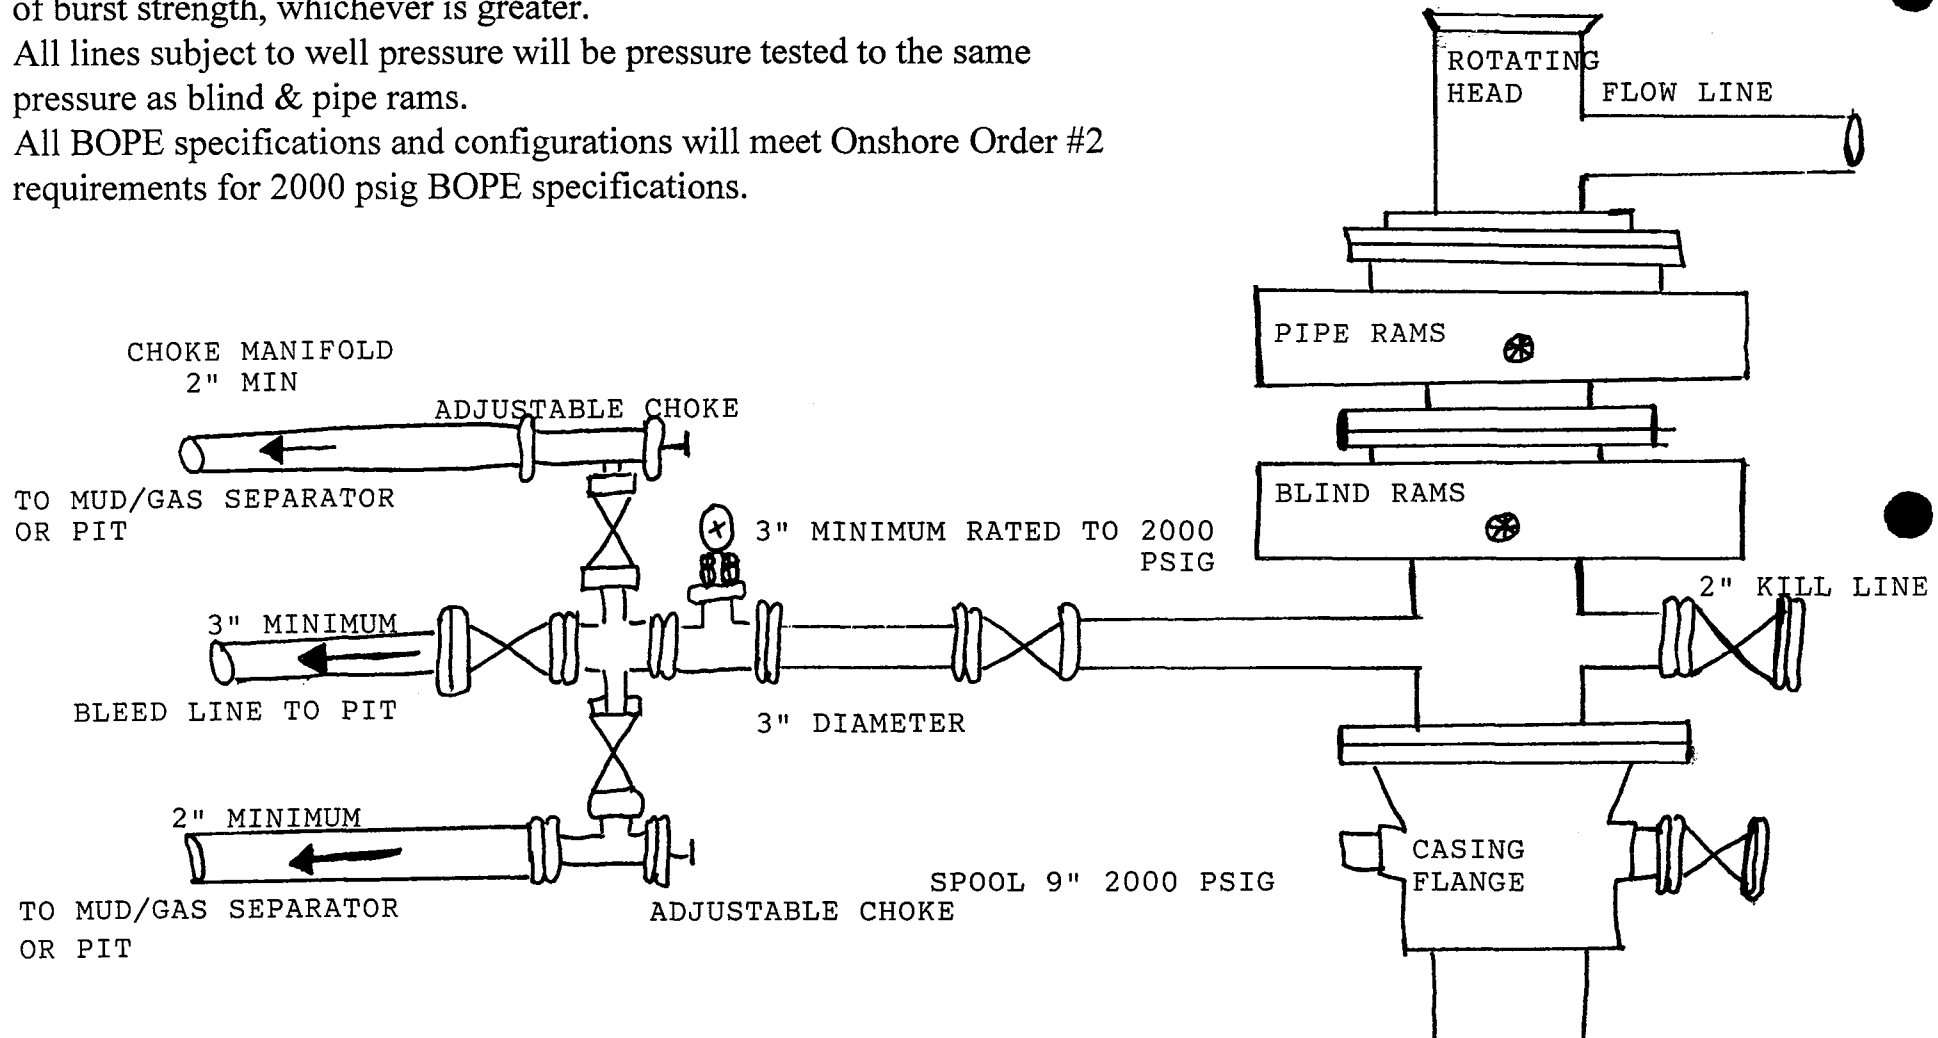 of burst strength, whichever is greater.
All lines subject to well pressure will be pressure tested to the same
pressure as blind & pipe rams.
All BOPE specifications and configurations will meet Onshore Order #2
requirements for 2000 psig BOPE specifications.
ROTATING
HEAD
FLOW LINE
PIPE RAMS
CHOKE MANIFOLD
2" MIN
ADJUSTABLE CHOKE
TO MUD/GAS SEPARATOR
OR PIT
BLIND RAMS
3" MINIMUM RATED TO 2000
PSIG
2" KILL LINE
3" MINIMUM
BLEED LINE TO PIT
3" DIAMETER
2" MINIMUM
CASING
FLANGE
SPOOL 9" 2000 PSIG
TO MUD/GAS SEPARATOR
OR PIT
ADJUSTABLE CHOKE